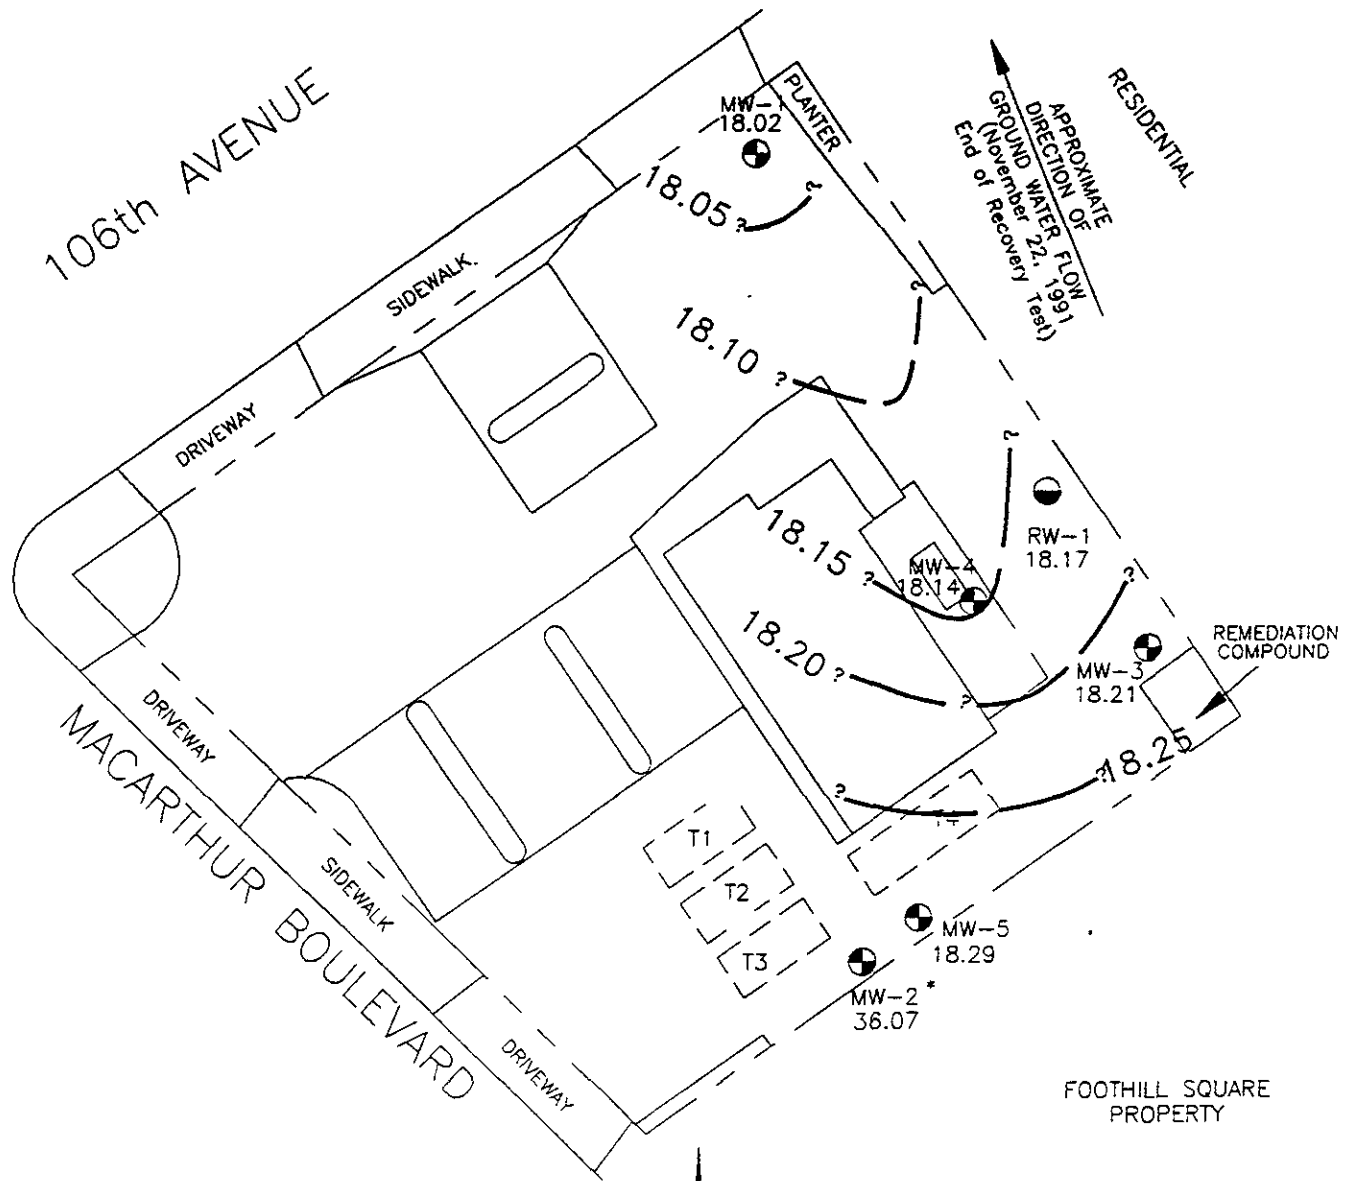 106th AVENUE
MW-1
18.02
PLANTER
APPROXIMATE
DIRECTION OF
GROUND WATER FLOW
(November 22, 1991
End of Recovery Test)
RESIDENTIAL
18.05
?
?
SIDEWALK
18.10
?
?
DRIVEWAY
?
RW-1
18.17
18.15
?
MW-4
18.14
?
REMEDIATION
COMPOUND
18.20
?
?
MW-3
18.21
DRIVEWAY
18.25
?
?
MACARTHUR BOULEVARD
T1
T4
T2
SIDEWALK
T3
MW-5
18.29
MW-2 *
36.07
DRIVEWAY
FOOTHILL SQUARE
PROPERTY